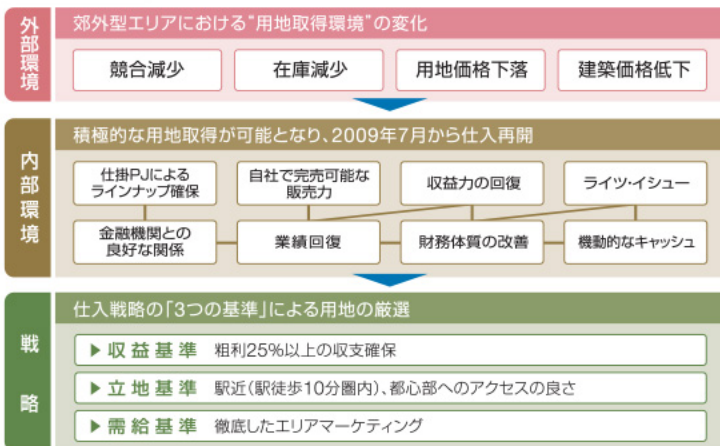 外部環境
郊外型エリアにおける"用地取得環境"の変化
競合減少
在庫減少
用地価格下落
建築価格低下
内部環境
積極的な用地取得が可能となり、2009年7月から仕入再開
仕掛PJによる
ラインナップ確保
自社で完売可能な
販売力
収益力の回復
ライツ・イシュー
金融機関との
良好な関係
業績回復
財務体質の改善
機動的なキャッシュ
戦略
仕入戦略の「3つの基準」による用地の厳選
▶収益基準 粗利25%以上の収支確保
▶立地基準 駅近(駅徒歩10分圏内)、都心部へのアクセスの良さ
▶需給基準 徹底したエリアマーケティング